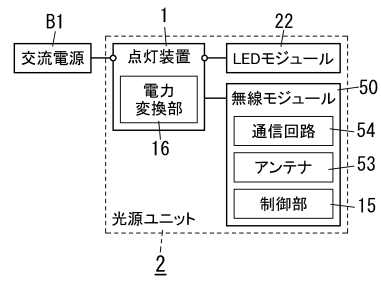 B1
交流電源
1
点灯装置
電力
変換部
16
22
LEDモジュール
無線モジュール
50
通信回路
54
アンテナ
53
制御部
15
光源ユニット
2